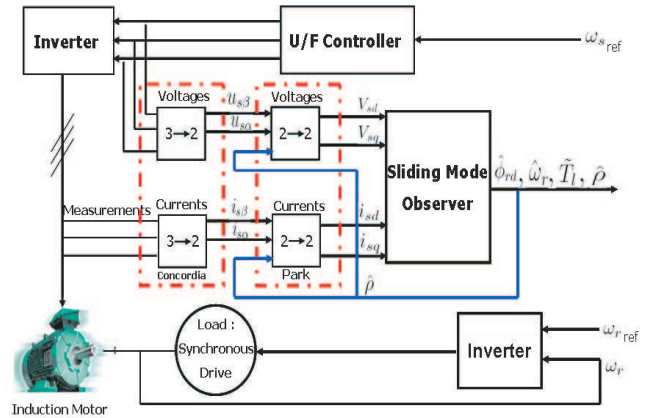 Inverter
U/F Controller
ω_s ref
Voltages
Voltages
u_sβ
u_sα
V_sd
V_sq
3→2
2→2
Sliding Mode
Observer
φ̂_rd, ω̂_r, T̃_l, ρ̂
Measurements
Currents
Currents
i_sβ
i_sα
i_sd
i_sq
3→2
2→2
Concordia
Park
ρ̂
Load :
Synchronous
Drive
Inverter
ω_r ref
ω_r
Induction Motor